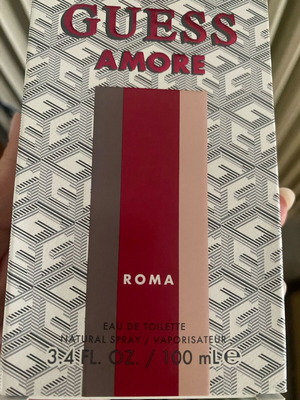 GUESS
AMORE
ROMA
EAU DE TOILETTE
NATURAL SPRAY / VAPORISATEUR
3.4 FL. OZ. / 100 mL e